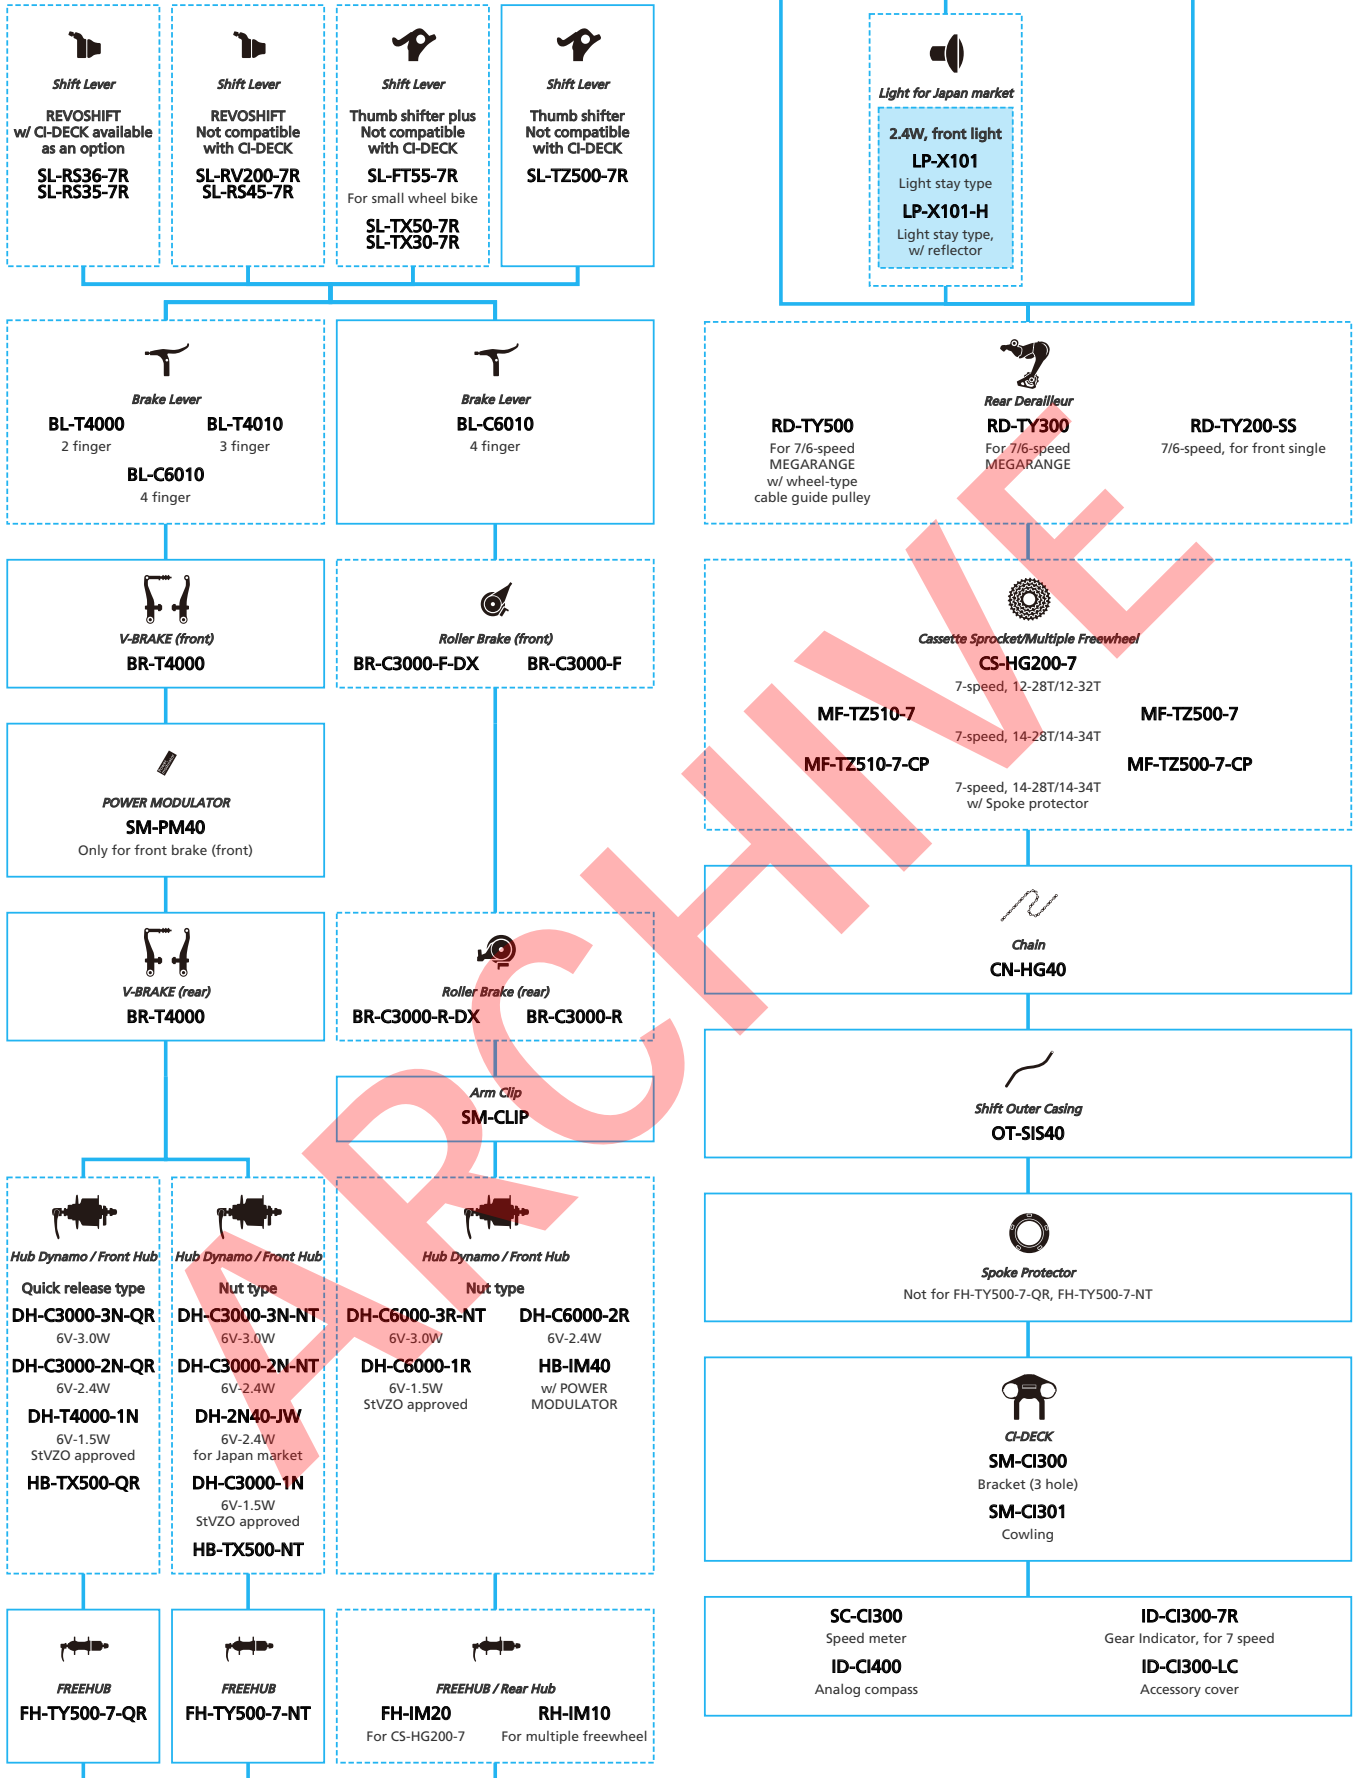 Shift Lever
REVOSHIFT
w/ CI-DECK available
as an option
SL-RS36-7R
SL-RS35-7R
Shift Lever
REVOSHIFT
Not compatible
with CI-DECK
SL-RV200-7R
SL-RS45-7R
Shift Lever
Thumb shifter plus
Not compatible
with CI-DECK
SL-FT55-7R
For small wheel bike
SL-TX50-7R
SL-TX30-7R
Shift Lever
Thumb shifter
Not compatible
with CI-DECK
SL-TZ500-7R
Brake Lever
BL-T4000 BL-T4010
2 finger 3 finger
BL-C6010
4 finger
Brake Lever
BL-C6010
4 finger
V-BRAKE (front)
BR-T4000
Roller Brake (front)
BR-C3000-F-DX BR-C3000-F
POWER MODULATOR
SM-PM40
Only for front brake (front)
V-BRAKE (rear)
BR-T4000
Roller Brake (rear)
BR-C3000-R-DX BR-C3000-R
Arm Clip
SM-CLIP
Hub Dynamo / Front Hub
Quick release type
DH-C3000-3N-QR
6V-3.0W
DH-C3000-2N-QR
6V-2.4W
DH-T4000-1N
6V-1.5W
StVZO approved
HB-TX500-QR
Hub Dynamo / Front Hub
Nut type
DH-C3000-3N-NT
6V-3.0W
DH-C3000-2N-NT
6V-2.4W
DH-2N40-JW
6V-2.4W
for Japan market
DH-C3000-1N
6V-1.5W
StVZO approved
HB-TX500-NT
Hub Dynamo / Front Hub
Nut type
DH-C6000-3R-NT DH-C6000-2R
6V-3.0W 6V-2.4W
DH-C6000-1R HB-IM40
6V-1.5W w/ POWER
StVZO approved MODULATOR
FREEHUB
FH-TY500-7-QR
FREEHUB
FH-TY500-7-NT
FREEHUB / Rear Hub
FH-IM20 RH-IM10
For CS-HG200-7 For multiple freewheel
Light for Japan market
2.4W, front light
LP-X101
Light stay type
LP-X101-H
Light stay type,
w/ reflector
Rear Derailleur
RD-TY500 RD-TY300 RD-TY200-SS
For 7/6-speed For 7/6-speed 7/6-speed, for front single
MEGARANGE MEGARANGE
w/ wheel-type
cable guide pulley
Cassette Sprocket/Multiple Freewheel
CS-HG200-7
7-speed, 12-28T/12-32T
MF-TZ510-7 MF-TZ500-7
7-speed, 14-28T/14-34T
MF-TZ510-7-CP MF-TZ500-7-CP
7-speed, 14-28T/14-34T
w/ Spoke protector
Chain
CN-HG40
Shift Outer Casing
OT-SIS40
Spoke Protector
Not for FH-TY500-7-QR, FH-TY500-7-NT
CI-DECK
SM-CI300
Bracket (3 hole)
SM-CI301
Cowling
SC-CI300 ID-CI300-7R
Speed meter Gear Indicator, for 7 speed
ID-CI400 ID-CI300-LC
Analog compass Accessory cover
ARCHIVE